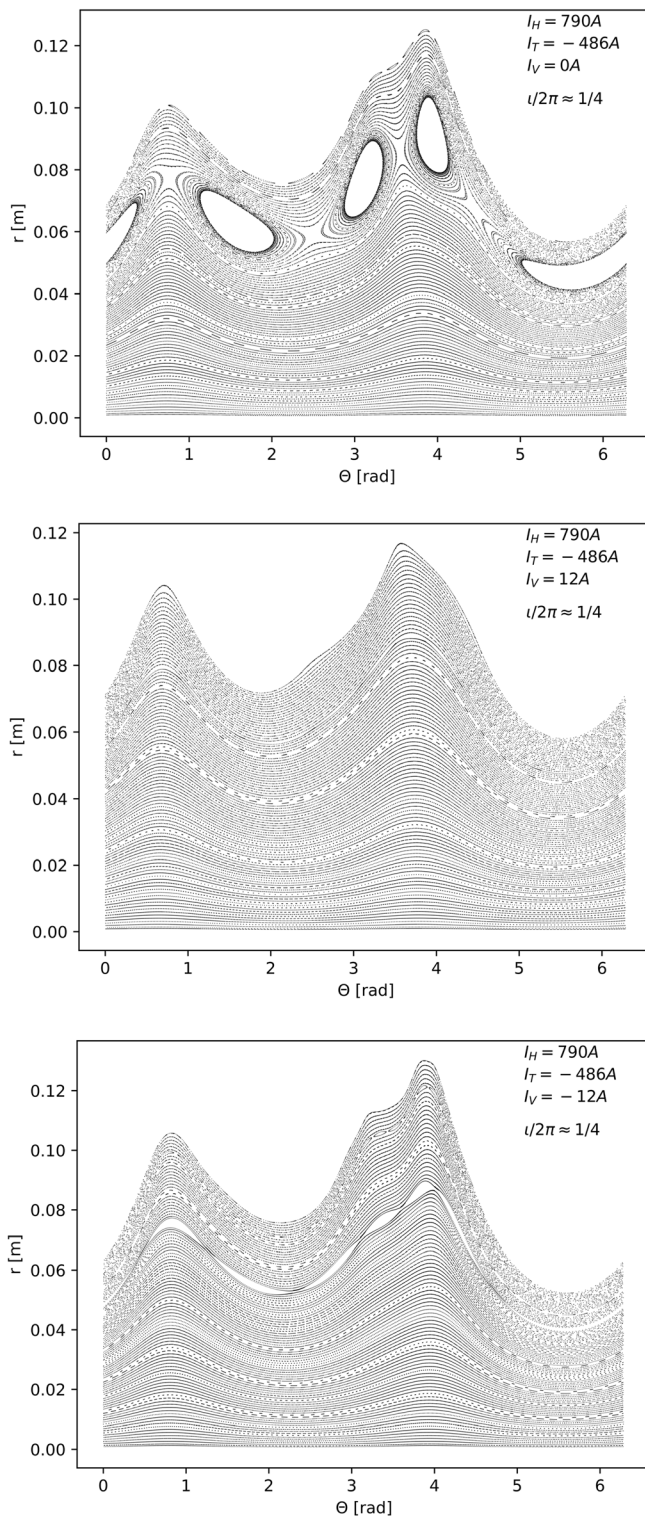 0.12
0.10
0.08
0.06
0.04
0.02
0.00
r [m]
I_H = 790A
I_T = − 486A
I_V = 0A
ι/2π ≈ 1/4
0 1 2 3 4 5 6
Θ [rad]
0.12
0.10
0.08
0.06
0.04
0.02
0.00
r [m]
I_H = 790A
I_T = − 486A
I_V = 12A
ι/2π ≈ 1/4
0 1 2 3 4 5 6
Θ [rad]
0.12
0.10
0.08
0.06
0.04
0.02
0.00
r [m]
I_H = 790A
I_T = − 486A
I_V = − 12A
ι/2π ≈ 1/4
0 1 2 3 4 5 6
Θ [rad]